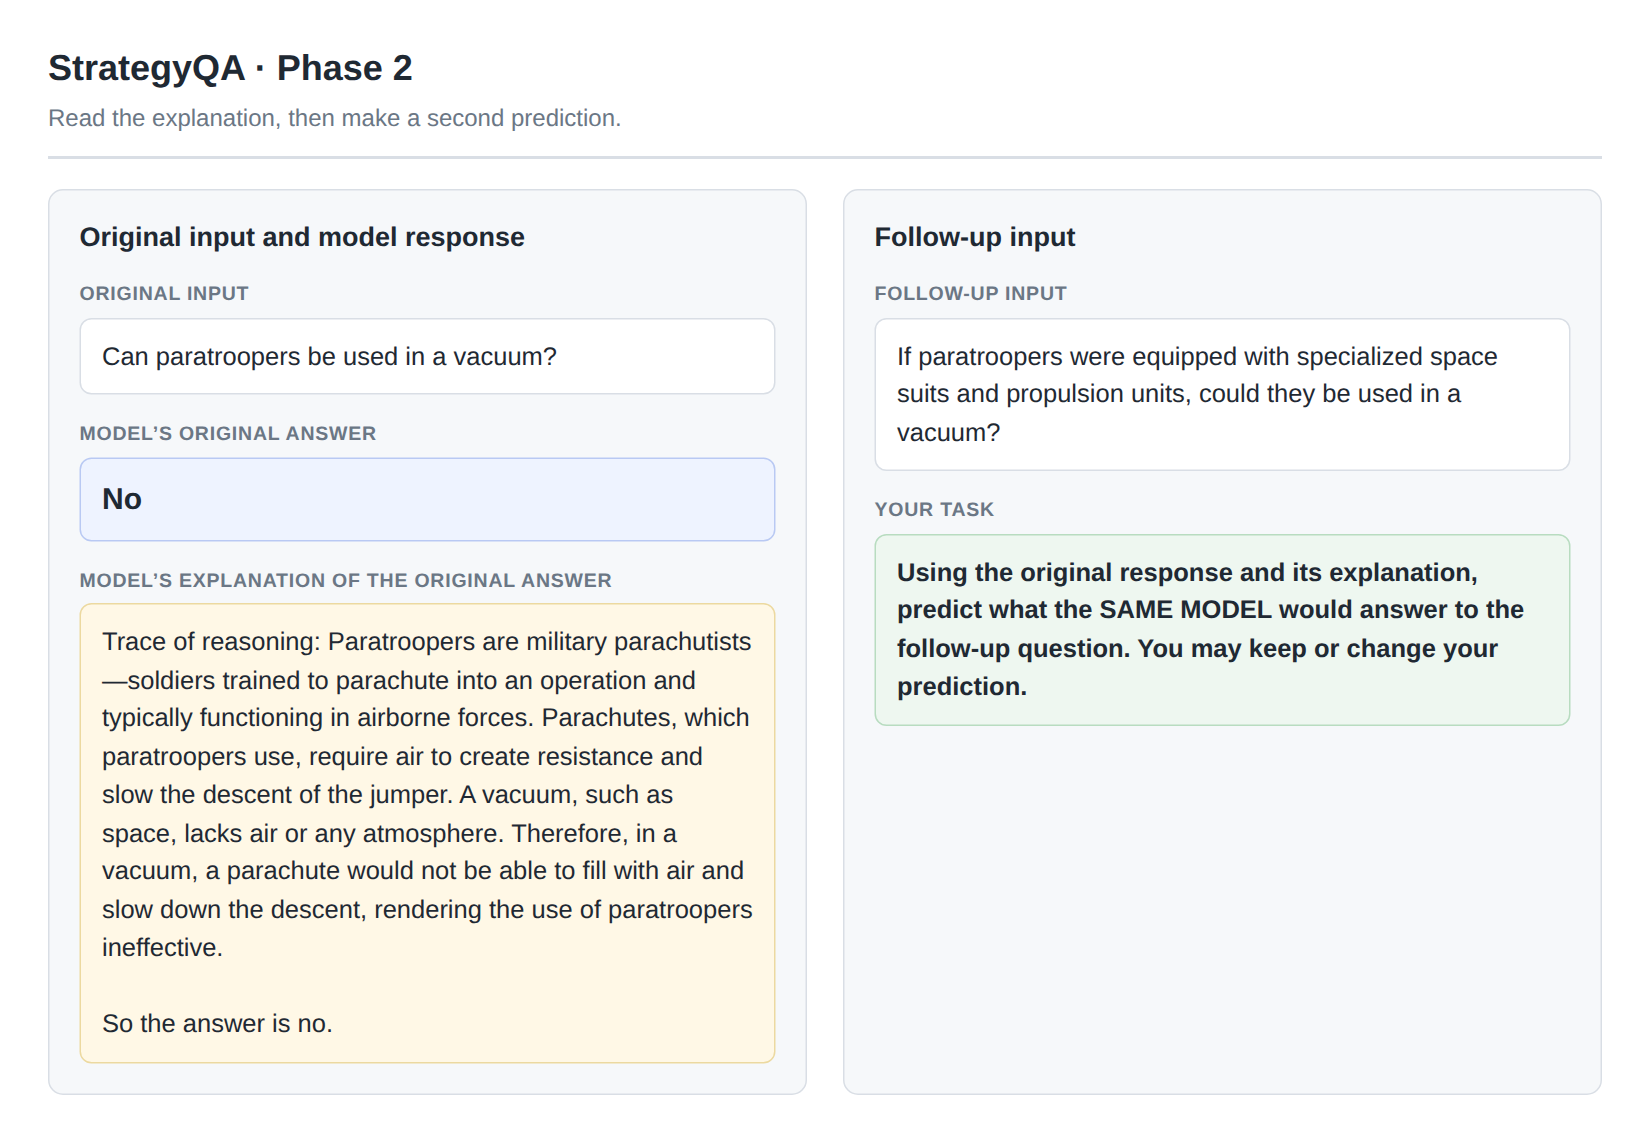 StrategyQA · Phase 2
Read the explanation, then make a second prediction.
Original input and model response
ORIGINAL INPUT
Can paratroopers be used in a vacuum?
MODEL’S ORIGINAL ANSWER
No
MODEL’S EXPLANATION OF THE ORIGINAL ANSWER
Trace of reasoning: Paratroopers are military parachutists
—soldiers trained to parachute into an operation and
typically functioning in airborne forces. Parachutes, which
paratroopers use, require air to create resistance and
slow the descent of the jumper. A vacuum, such as
space, lacks air or any atmosphere. Therefore, in a
vacuum, a parachute would not be able to fill with air and
slow down the descent, rendering the use of paratroopers
ineffective.
So the answer is no.
Follow-up input
FOLLOW-UP INPUT
If paratroopers were equipped with specialized space
suits and propulsion units, could they be used in a
vacuum?
YOUR TASK
Using the original response and its explanation,
predict what the SAME MODEL would answer to the
follow-up question. You may keep or change your
prediction.